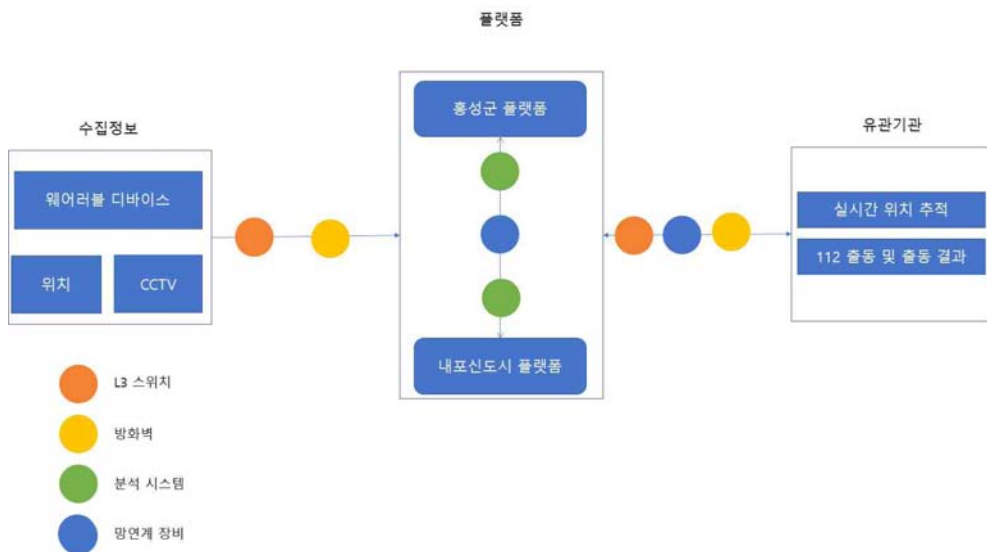 플랫폼
수집정보
웨어러블 디바이스
위치
CCTV
홍성군 플랫폼
내포신도시 플랫폼
유관기관
실시간 위치 추적
112 출동 및 출동 결과
L3 스위치
방화벽
분석 시스템
망연계 장비